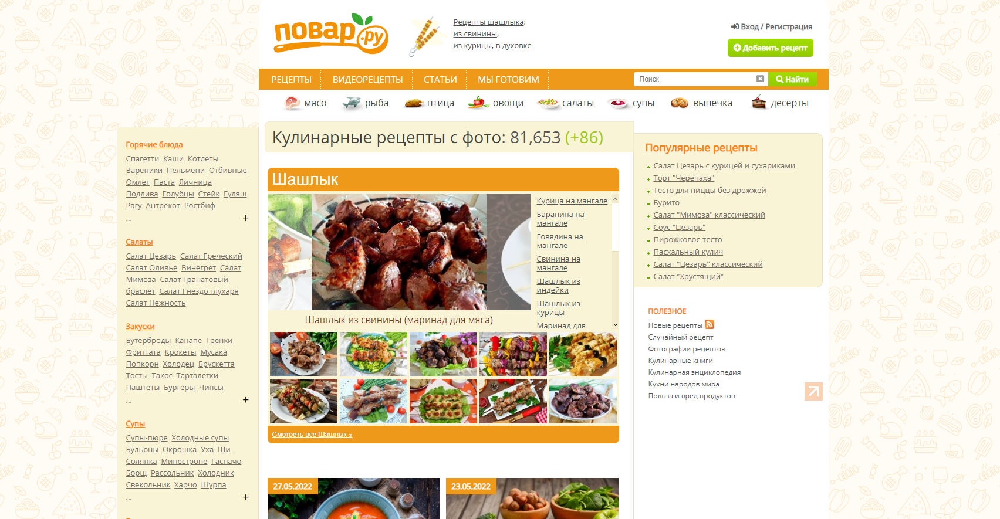 повар.ру
Рецепты шашлыка:
из свинины,
из курицы, в духовке
Вход / Регистрация
Добавить рецепт
РЕЦЕПТЫ
ВИДЕОРЕЦЕПТЫ
СТАТЬИ
МЫ ГОТОВИМ
Поиск
Найти
мясо
рыба
птица
овощи
салаты
супы
выпечка
десерты
Горячие блюда
Спагетти Каши Котлеты
Вареники Пельмени Отбивные
Омлет Паста Яичница
Подлива Голубцы Стейк Гуляш
Рагу Антрекот Ростбиф
... +
Салаты
Салат Цезарь Салат Греческий
Салат Оливье Винегрет Салат
Мимоза Салат Гранатовый
браслет Салат Гнездо глухаря
Салат Нежность
Закуски
Бутерброды Канапе Гренки
Фриттата Крокеты Мусака
Попкорн Холодец Брускетта
Тосты Такос Тарталетки
Паштеты Бургеры Чипсы
... +
Супы
Супы-пюре Холодные супы
Бульоны Окрошка Уха Щи
Солянка Минестроне Гаспачо
Борщ Рассольник Холодник
Свекольник Харчо Шурпа
... +
Кулинарные рецепты с фото: 81,653 (+86)
Шашлык
Шашлык из свинины (маринад для мяса)
Курица на мангале
Баранина на
мангале
Говядина на
мангале
Свинина на
мангале
Шашлык из
индейки
Шашлык из
курицы
Маринад для
Смотреть все Шашлык »
27.05.2022
23.05.2022
Популярные рецепты
Салат Цезарь с курицей и сухариками
Торт "Черепаха"
Тесто для пиццы без дрожжей
Бурито
Салат "Мимоза" классический
Соус "Цезарь"
Пирожковое тесто
Пасхальный кулич
Салат "Цезарь" классический
Салат "Хрустящий"
ПОЛЕЗНОЕ
Новые рецепты
Случайный рецепт
Фотографии рецептов
Кулинарные книги
Кулинарная энциклопедия
Кухни народов мира
Польза и вред продуктов